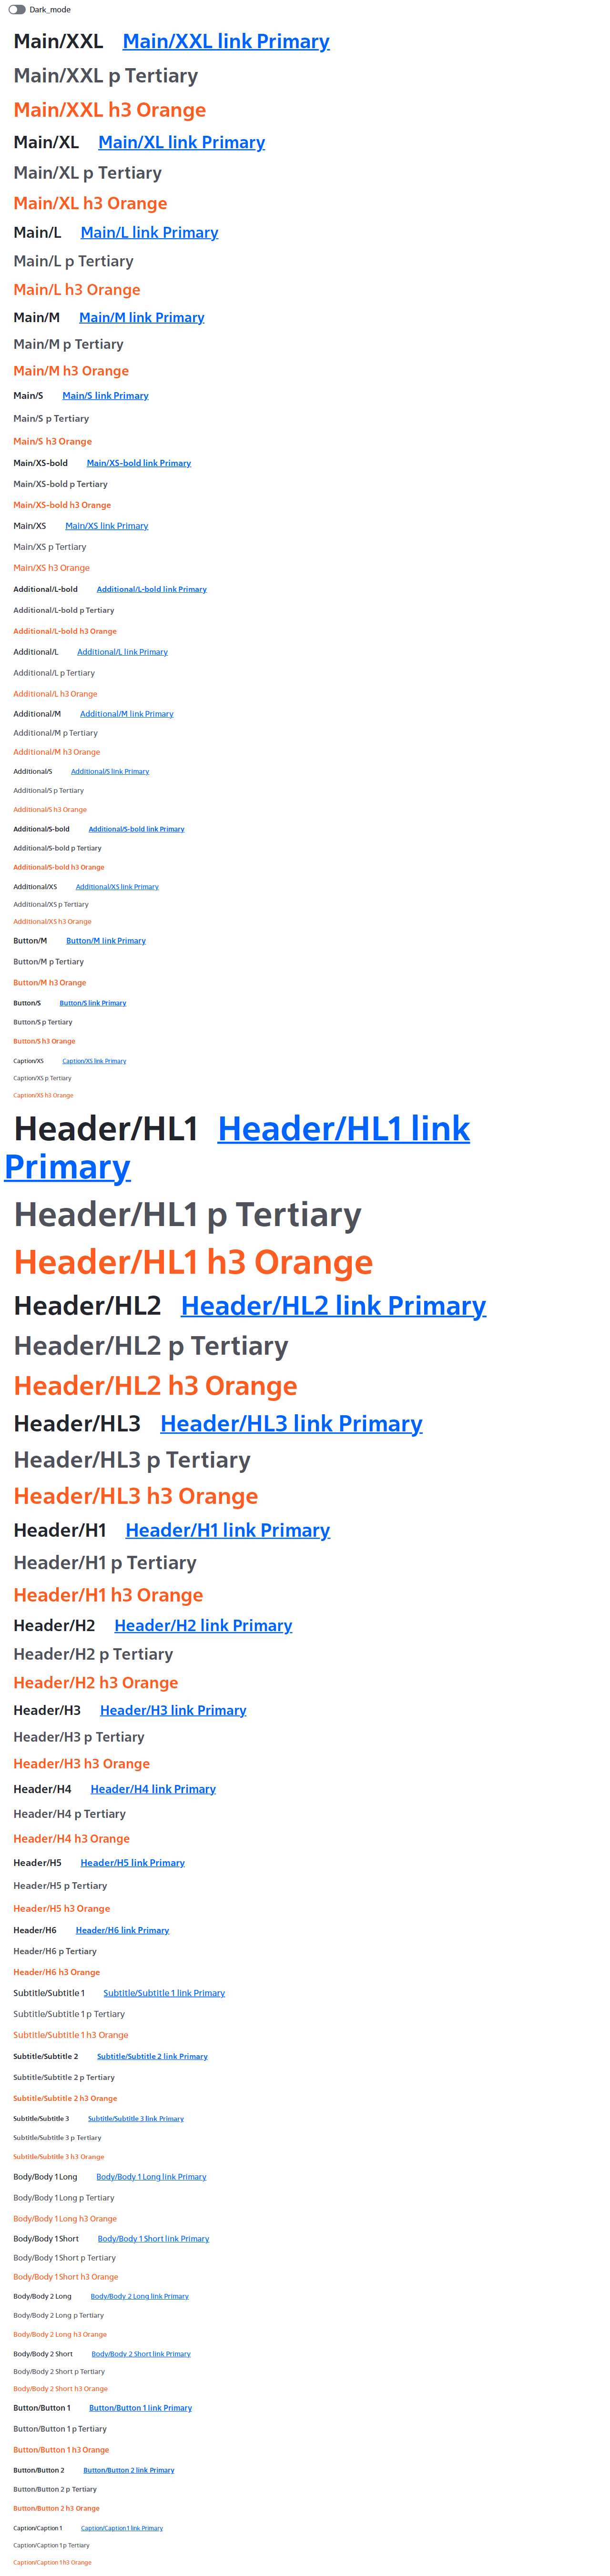 Dark_mode
Main/XXL Main/XXL link Primary
Main/XXL p Tertiary
Main/XXL h3 Orange
Main/XL Main/XL link Primary
Main/XL p Tertiary
Main/XL h3 Orange
Main/L Main/L link Primary
Main/L p Tertiary
Main/L h3 Orange
Main/M Main/M link Primary
Main/M p Tertiary
Main/M h3 Orange
Main/S Main/S link Primary
Main/S p Tertiary
Main/S h3 Orange
Main/XS-bold Main/XS-bold link Primary
Main/XS-bold p Tertiary
Main/XS-bold h3 Orange
Main/XS Main/XS link Primary
Main/XS p Tertiary
Main/XS h3 Orange
Additional/L-bold Additional/L-bold link Primary
Additional/L-bold p Tertiary
Additional/L-bold h3 Orange
Additional/L Additional/L link Primary
Additional/L p Tertiary
Additional/L h3 Orange
Additional/M Additional/M link Primary
Additional/M p Tertiary
Additional/M h3 Orange
Additional/S Additional/S link Primary
Additional/S p Tertiary
Additional/S h3 Orange
Additional/S-bold Additional/S-bold link Primary
Additional/S-bold p Tertiary
Additional/S-bold h3 Orange
Additional/XS Additional/XS link Primary
Additional/XS p Tertiary
Additional/XS h3 Orange
Button/M Button/M link Primary
Button/M p Tertiary
Button/M h3 Orange
Button/S Button/S link Primary
Button/S p Tertiary
Button/S h3 Orange
Caption/XS Caption/XS link Primary
Caption/XS p Tertiary
Caption/XS h3 Orange
Header/HL1 Header/HL1 link
Primary
Header/HL1 p Tertiary
Header/HL1 h3 Orange
Header/HL2 Header/HL2 link Primary
Header/HL2 p Tertiary
Header/HL2 h3 Orange
Header/HL3 Header/HL3 link Primary
Header/HL3 p Tertiary
Header/HL3 h3 Orange
Header/H1 Header/H1 link Primary
Header/H1 p Tertiary
Header/H1 h3 Orange
Header/H2 Header/H2 link Primary
Header/H2 p Tertiary
Header/H2 h3 Orange
Header/H3 Header/H3 link Primary
Header/H3 p Tertiary
Header/H3 h3 Orange
Header/H4 Header/H4 link Primary
Header/H4 p Tertiary
Header/H4 h3 Orange
Header/H5 Header/H5 link Primary
Header/H5 p Tertiary
Header/H5 h3 Orange
Header/H6 Header/H6 link Primary
Header/H6 p Tertiary
Header/H6 h3 Orange
Subtitle/Subtitle 1 Subtitle/Subtitle 1 link Primary
Subtitle/Subtitle 1 p Tertiary
Subtitle/Subtitle 1 h3 Orange
Subtitle/Subtitle 2 Subtitle/Subtitle 2 link Primary
Subtitle/Subtitle 2 p Tertiary
Subtitle/Subtitle 2 h3 Orange
Subtitle/Subtitle 3 Subtitle/Subtitle 3 link Primary
Subtitle/Subtitle 3 p Tertiary
Subtitle/Subtitle 3 h3 Orange
Body/Body 1 Long Body/Body 1 Long link Primary
Body/Body 1 Long p Tertiary
Body/Body 1 Long h3 Orange
Body/Body 1 Short Body/Body 1 Short link Primary
Body/Body 1 Short p Tertiary
Body/Body 1 Short h3 Orange
Body/Body 2 Long Body/Body 2 Long link Primary
Body/Body 2 Long p Tertiary
Body/Body 2 Long h3 Orange
Body/Body 2 Short Body/Body 2 Short link Primary
Body/Body 2 Short p Tertiary
Body/Body 2 Short h3 Orange
Button/Button 1 Button/Button 1 link Primary
Button/Button 1 p Tertiary
Button/Button 1 h3 Orange
Button/Button 2 Button/Button 2 link Primary
Button/Button 2 p Tertiary
Button/Button 2 h3 Orange
Caption/Caption 1 Caption/Caption 1 link Primary
Caption/Caption 1 p Tertiary
Caption/Caption 1 h3 Orange